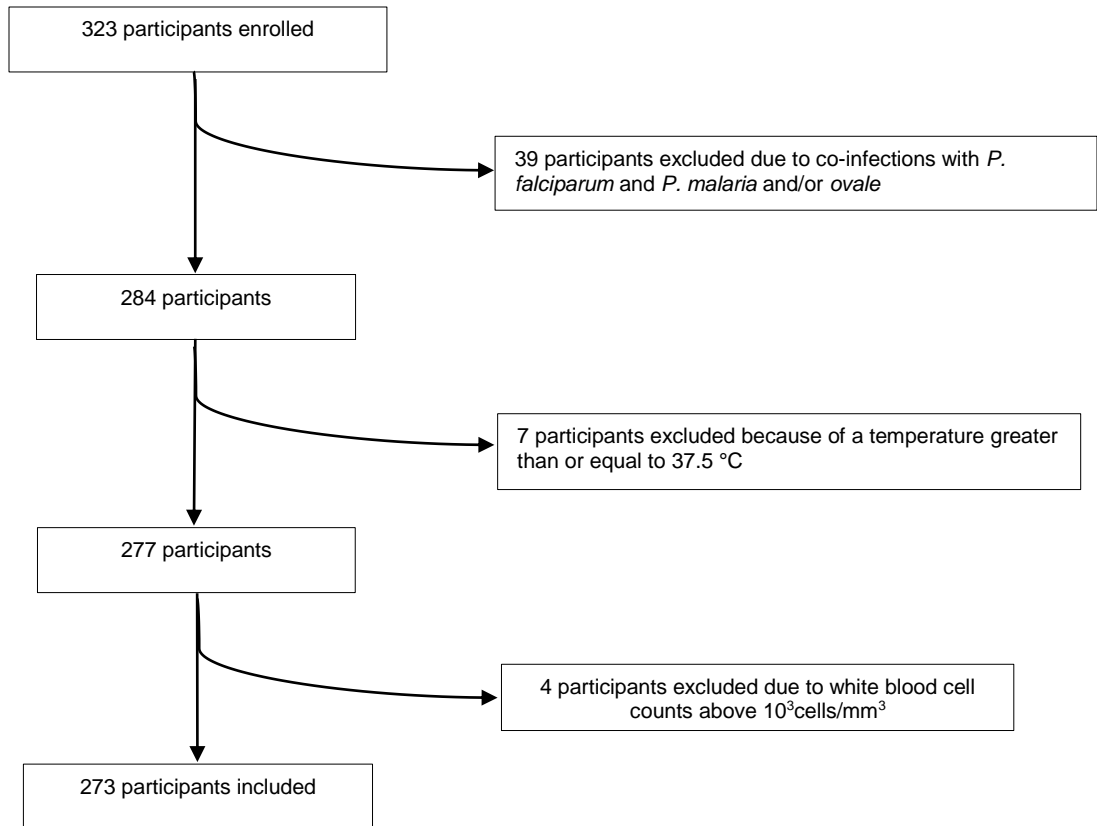 323 participants enrolled
39 participants excluded due to co-infections with P.
falciparum and P. malaria and/or ovale
284 participants
7 participants excluded because of a temperature greater
than or equal to 37.5 °C
277 participants
4 participants excluded due to white blood cell
counts above 10³cells/mm³
273 participants included